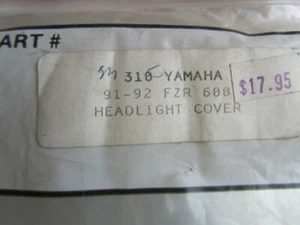 ART #
310 YAMAHA
91-92 FZR 600
HEADLIGHT COVER
$17.95